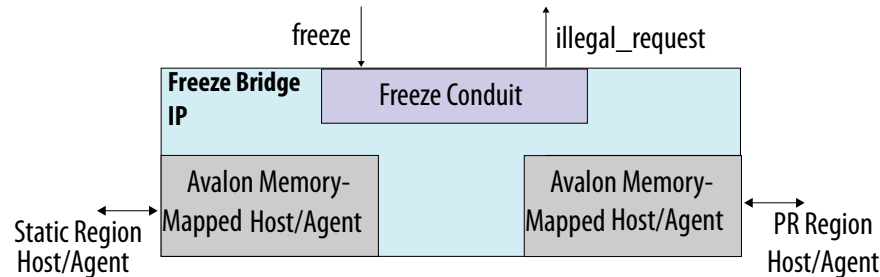 freeze
illegal_request
Freeze Bridge
IP
Freeze Conduit
Avalon Memory-
Mapped Host/Agent
Avalon Memory-
Mapped Host/Agent
Static Region
Host/Agent
PR Region
Host/Agent